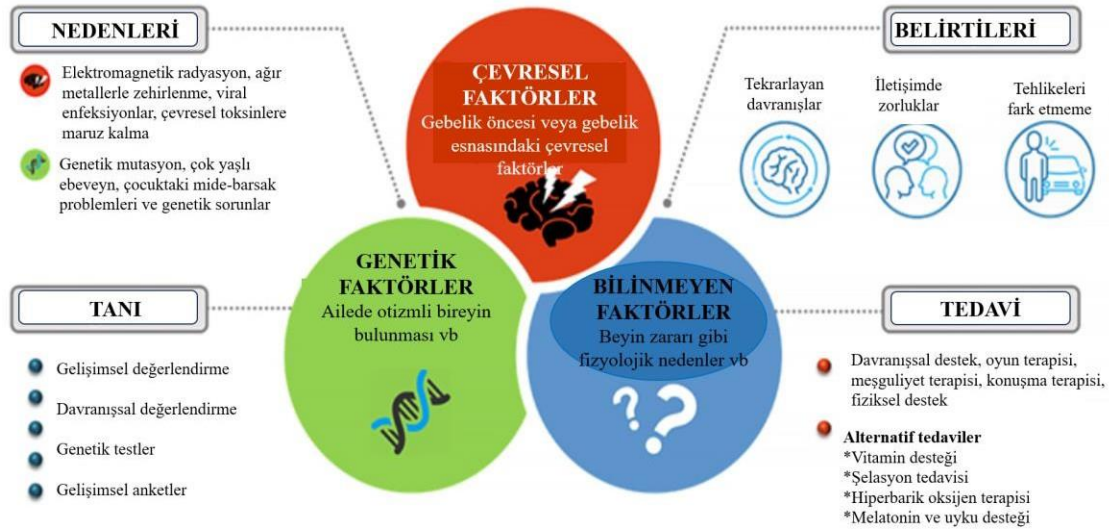 NEDENLERİ
Elektromagnetik radyasyon, ağır
metallerle zehirlenme, viral
enfeksiyonlar, çevresel toksinlere
maruz kalma
Genetik mutasyon, çok yaşlı
ebeveyn, çocuktaki mide-barsak
problemleri ve genetik sorunlar
ÇEVRESEL
FAKTÖRLER
Gebelik öncesi veya gebelik
esnasındaki çevresel
faktörler
BELİRTİLERİ
Tekrarlayan
davranışlar
İletişimde
zorluklar
Tehlikeleri
fark etmeme
GENETİK
FAKTÖRLER
Ailede otizmli bireyin
bulunması vb
BİLİNMEYEN
FAKTÖRLER
Beyin zararı gibi
fizyolojik nedenler vb
TANI
Gelişimsel değerlendirme
Davranışsal değerlendirme
Genetik testler
Gelişimsel anketler
TEDAVİ
Davranışsal destek, oyun terapisi,
meşguliyet terapisi, konuşma terapisi,
fiziksel destek
Alternatif tedaviler
*Vitamin desteği
*Şelasyon tedavisi
*Hiperbarik oksijen terapisi
*Melatonin ve uyku desteği